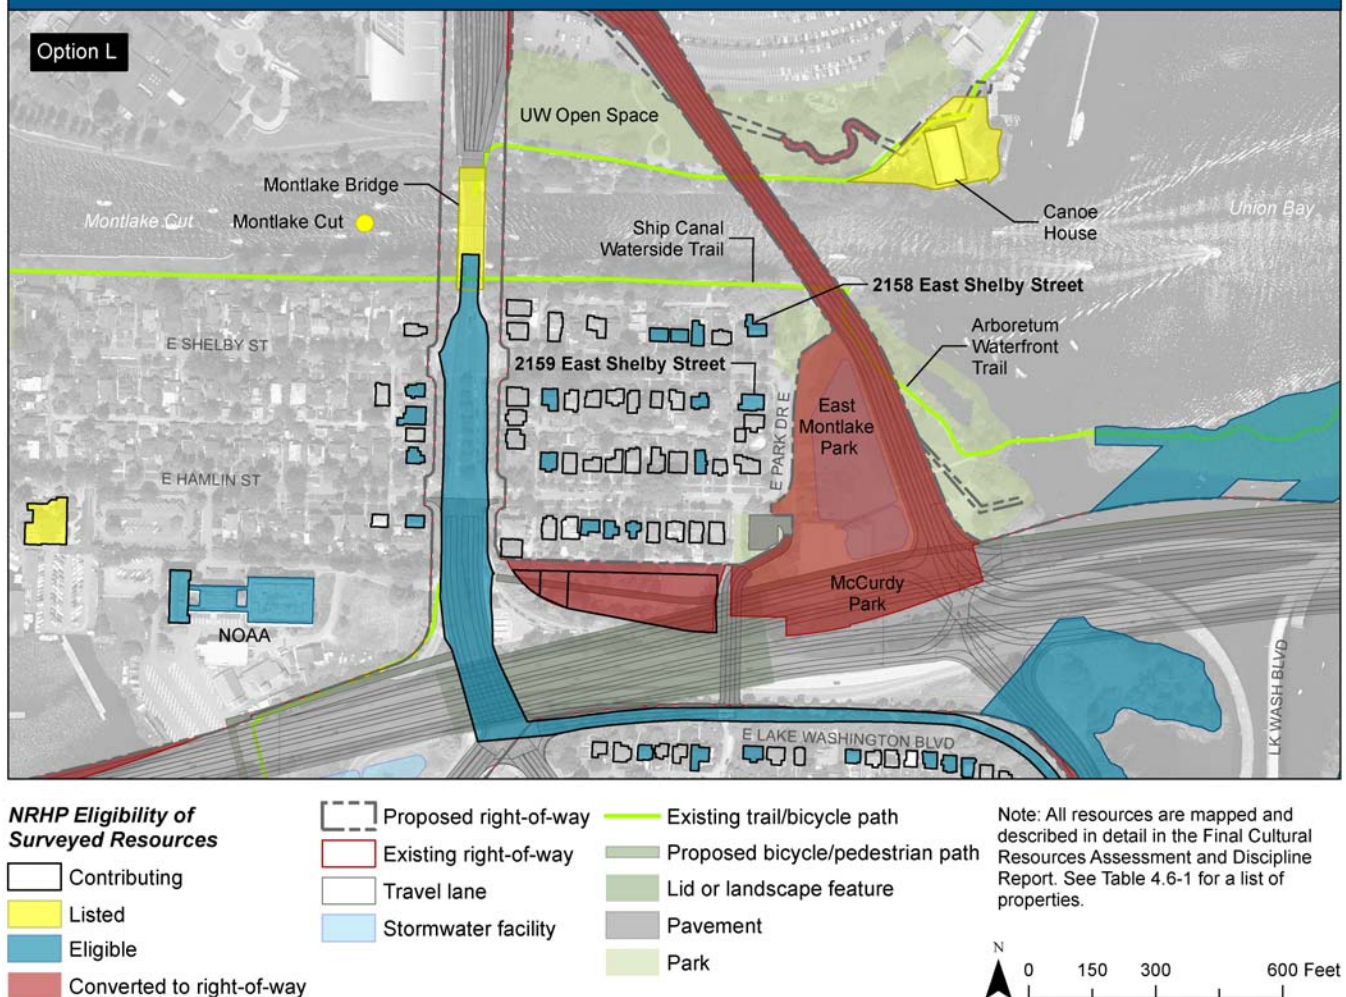 Option L
UW Open Space
Montlake Bridge
Montlake Cut
Montlake Cut
Ship Canal
Waterside Trail
Canoe
House
Union Bay
2158 East Shelby Street
E SHELBY ST
Arboretum
Waterfront
Trail
2159 East Shelby Street
E PARK DR E
East
Montlake
Park
E HAMLIN ST
McCurdy
Park
NOAA
E LAKE WASHINGTON BLVD
LK WASH BLVD
NRHP Eligibility of
Surveyed Resources
Contributing
Listed
Eligible
Converted to right-of-way
Proposed right-of-way
Existing right-of-way
Travel lane
Stormwater facility
Existing trail/bicycle path
Proposed bicycle/pedestrian path
Lid or landscape feature
Pavement
Park
Note: All resources are mapped and
described in detail in the Final Cultural
Resources Assessment and Discipline
Report. See Table 4.6-1 for a list of
properties.
N
0 150 300 600 Feet